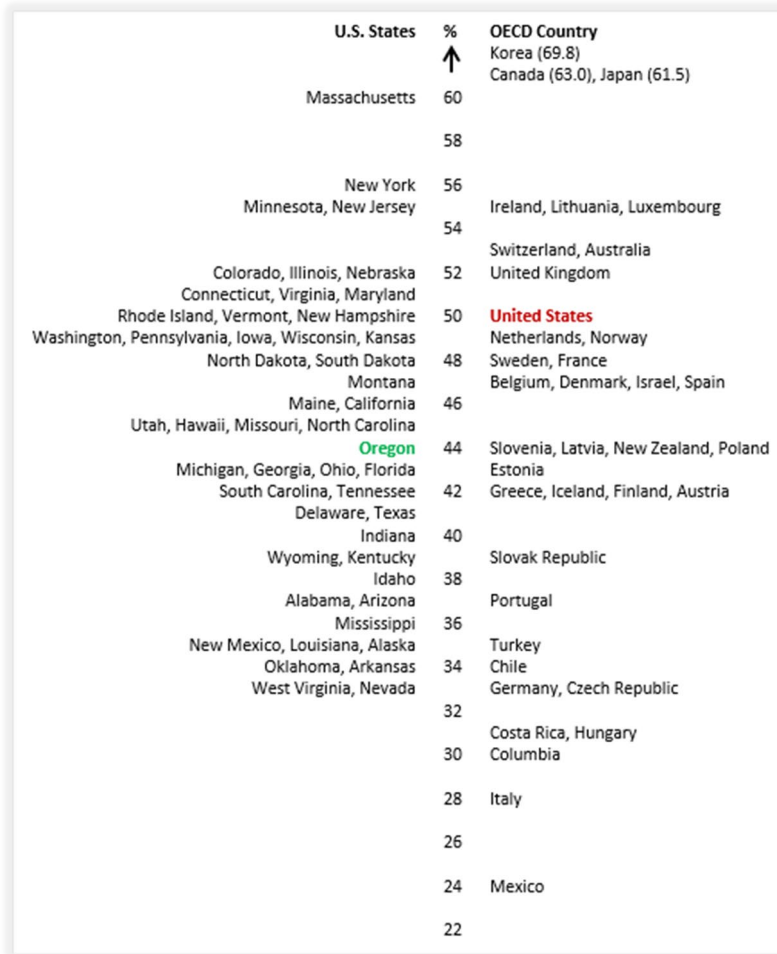 U.S. States % OECD Country
Korea (69.8)
Canada (63.0), Japan (61.5)
Massachusetts 60
58
New York 56
Minnesota, New Jersey Ireland, Lithuania, Luxembourg
54
Switzerland, Australia
Colorado, Illinois, Nebraska 52 United Kingdom
Connecticut, Virginia, Maryland
Rhode Island, Vermont, New Hampshire 50 United States
Washington, Pennsylvania, Iowa, Wisconsin, Kansas Netherlands, Norway
North Dakota, South Dakota 48 Sweden, France
Montana Belgium, Denmark, Israel, Spain
Maine, California 46
Utah, Hawaii, Missouri, North Carolina
Oregon 44 Slovenia, Latvia, New Zealand, Poland
Michigan, Georgia, Ohio, Florida Estonia
South Carolina, Tennessee 42 Greece, Iceland, Finland, Austria
Delaware, Texas
Indiana 40
Wyoming, Kentucky Slovak Republic
Idaho 38
Alabama, Arizona Portugal
Mississippi 36
New Mexico, Louisiana, Alaska Turkey
Oklahoma, Arkansas 34 Chile
West Virginia, Nevada Germany, Czech Republic
32
Costa Rica, Hungary
30 Columbia
28 Italy
26
24 Mexico
22